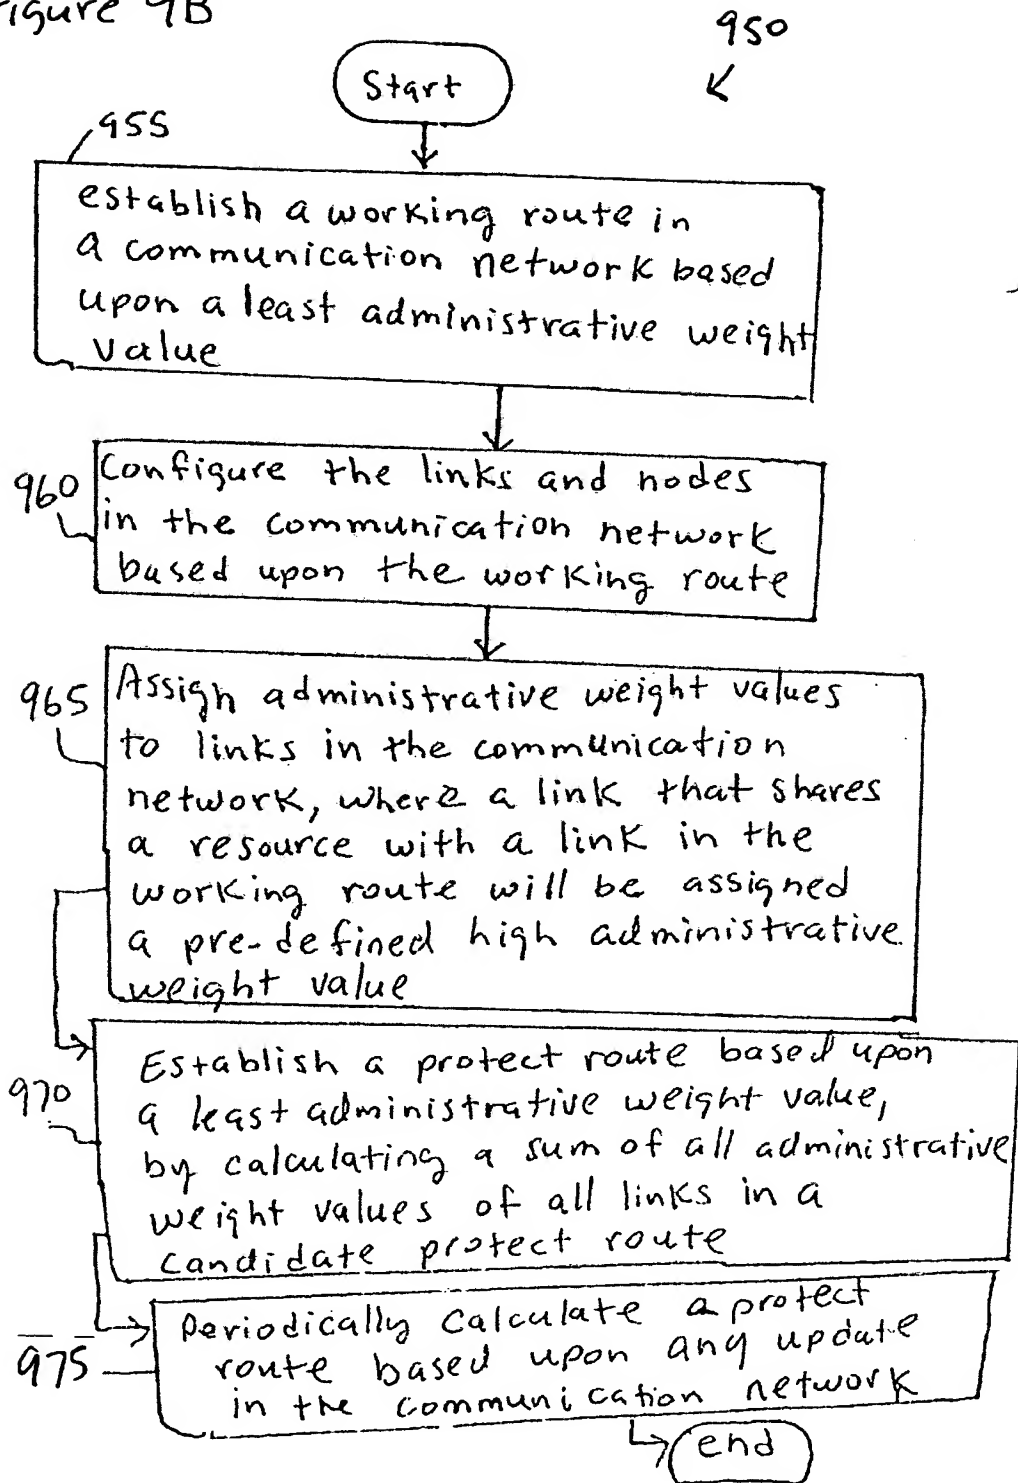 Figure 9B
950
Start
955
establish a working route in
a communication network based
upon a least administrative weight
value
960
Configure the links and nodes
in the communication network
based upon the working route
965
Assign administrative weight values
to links in the communication
network, where a link that shares
a resource with a link in the
working route will be assigned
a pre-defined high administrative
weight value
970
Establish a protect route based upon
a least administrative weight value,
by calculating a sum of all administrative
weight values of all links in a
candidate protect route
975
Periodically calculate a protect
route based upon any update
in the communication network
end